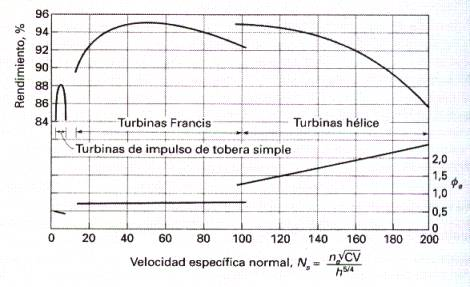 Rendimiento, %
96
94
92
90
88
86
84
Turbinas Francis
Turbinas hélice
Turbinas de impulso de tobera simple
2,0
1,5
1,0
0,5
0
ϕₑ
0 20 40 60 80 100 120 140 160 180 200
Velocidad específica normal, Nₛ = nₑ√CV / h^5/4